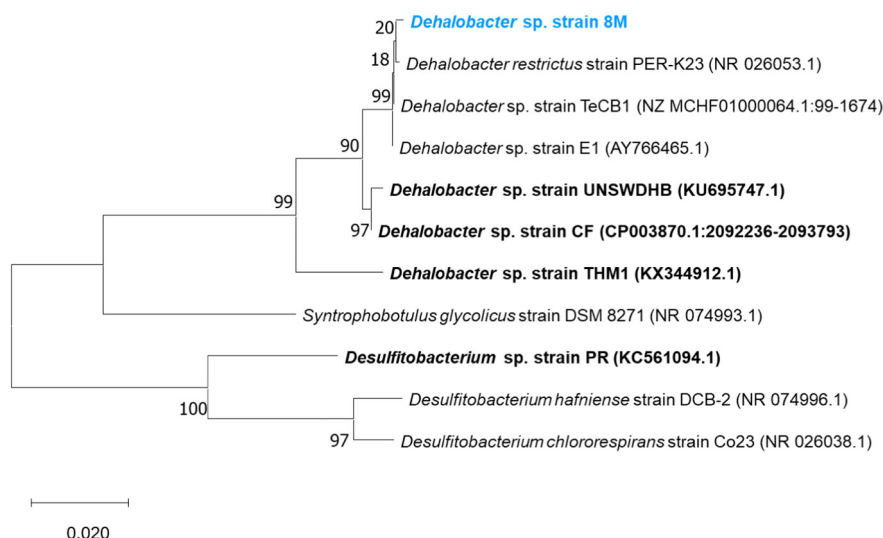 20
Dehalobacter sp. strain 8M
18
Dehalobacter restrictus strain PER-K23 (NR 026053.1)
99
Dehalobacter sp. strain TeCB1 (NZ MCHF01000064.1:99-1674)
90
Dehalobacter sp. strain E1 (AY766465.1)
Dehalobacter sp. strain UNSWDHB (KU695747.1)
99
97
Dehalobacter sp. strain CF (CP003870.1:2092236-2093793)
Dehalobacter sp. strain THM1 (KX344912.1)
Syntrophobotulus glycolicus strain DSM 8271 (NR 074993.1)
Desulfitobacterium sp. strain PR (KC561094.1)
Desulfitobacterium hafniense strain DCB-2 (NR 074996.1)
100
97
Desulfitobacterium chlororespirans strain Co23 (NR 026038.1)
0.020